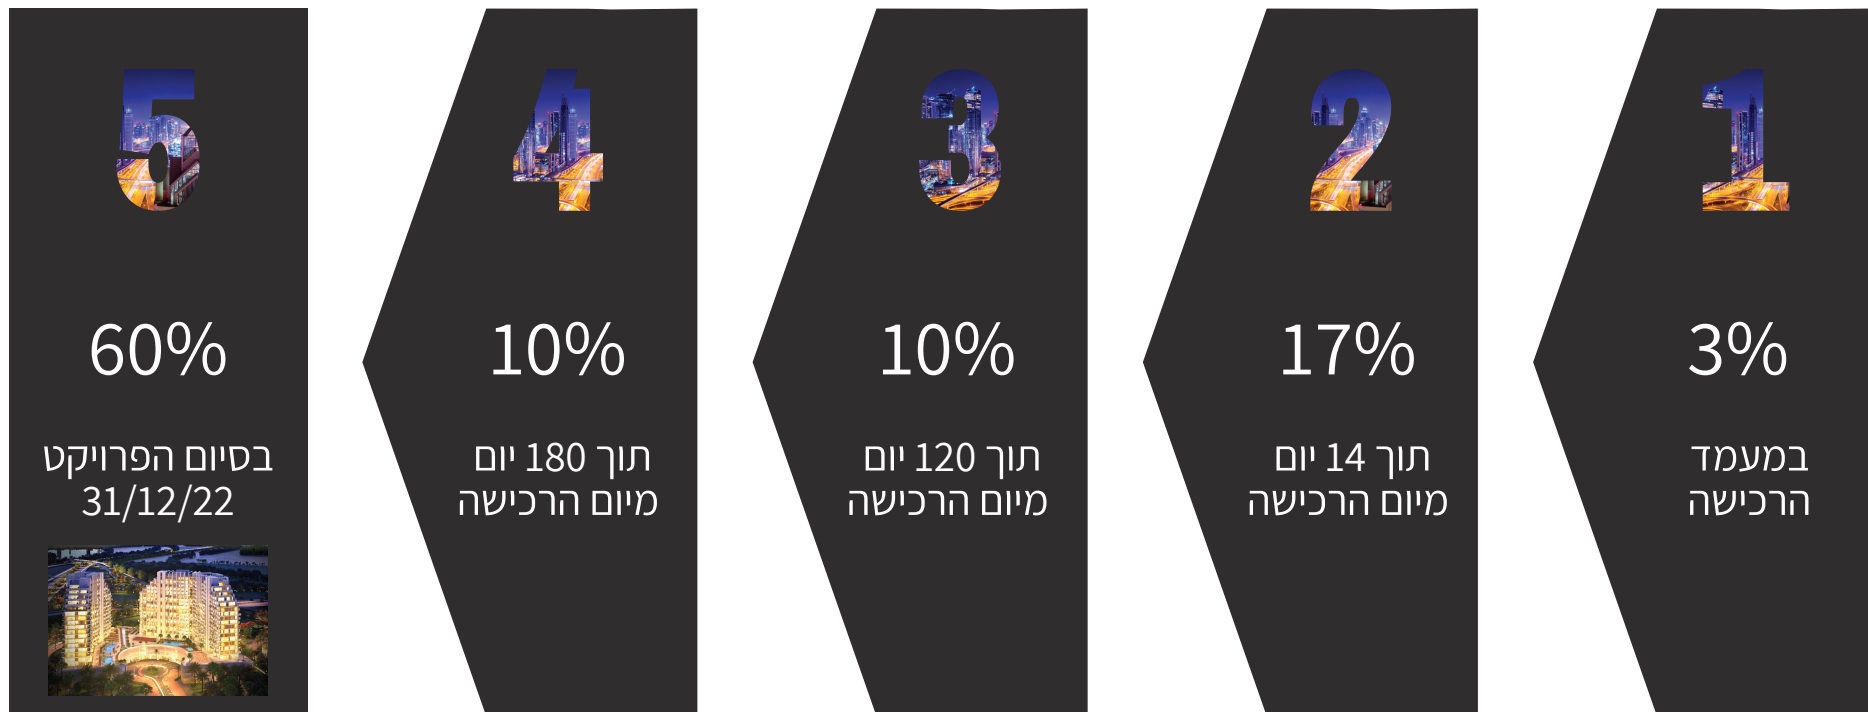 1
3%
במעמד
הרכישה
2
17%
תוך 14 יום
מיום הרכישה
3
10%
תוך 120 יום
מיום הרכישה
4
10%
תוך 180 יום
מיום הרכישה
5
60%
בסיום הפרויקט
31/12/22